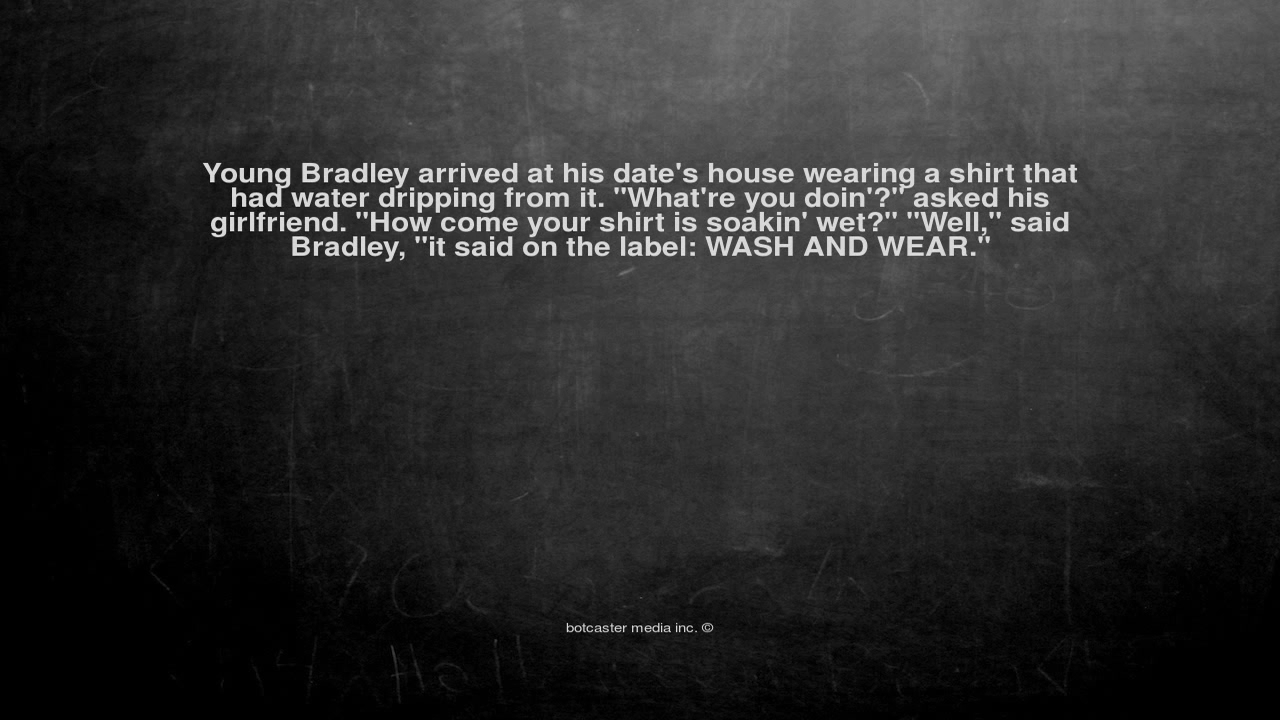 Young Bradley arrived at his date's house wearing a shirt that
had water dripping from it. "What're you doin'?" asked his
girlfriend. "How come your shirt is soakin' wet?" "Well," said
Bradley, "it said on the label: WASH AND WEAR."
botcaster media inc. ©